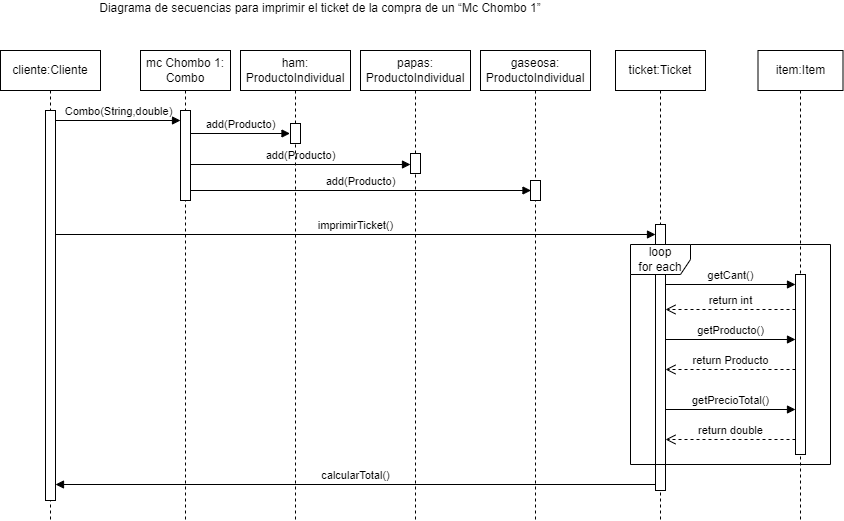 Diagrama de secuencias para imprimir el ticket de la compra de un “Mc Chombo 1”
cliente:Cliente
mc Chombo 1:
Combo
ham:
ProductoIndividual
papas:
ProductoIndividual
gaseosa:
ProductoIndividual
ticket:Ticket
item:Item
Combo(String,double)
add(Producto)
add(Producto)
add(Producto)
imprimirTicket()
loop
for each
getCant()
return int
getProducto()
return Producto
getPrecioTotal()
return double
calcularTotal()